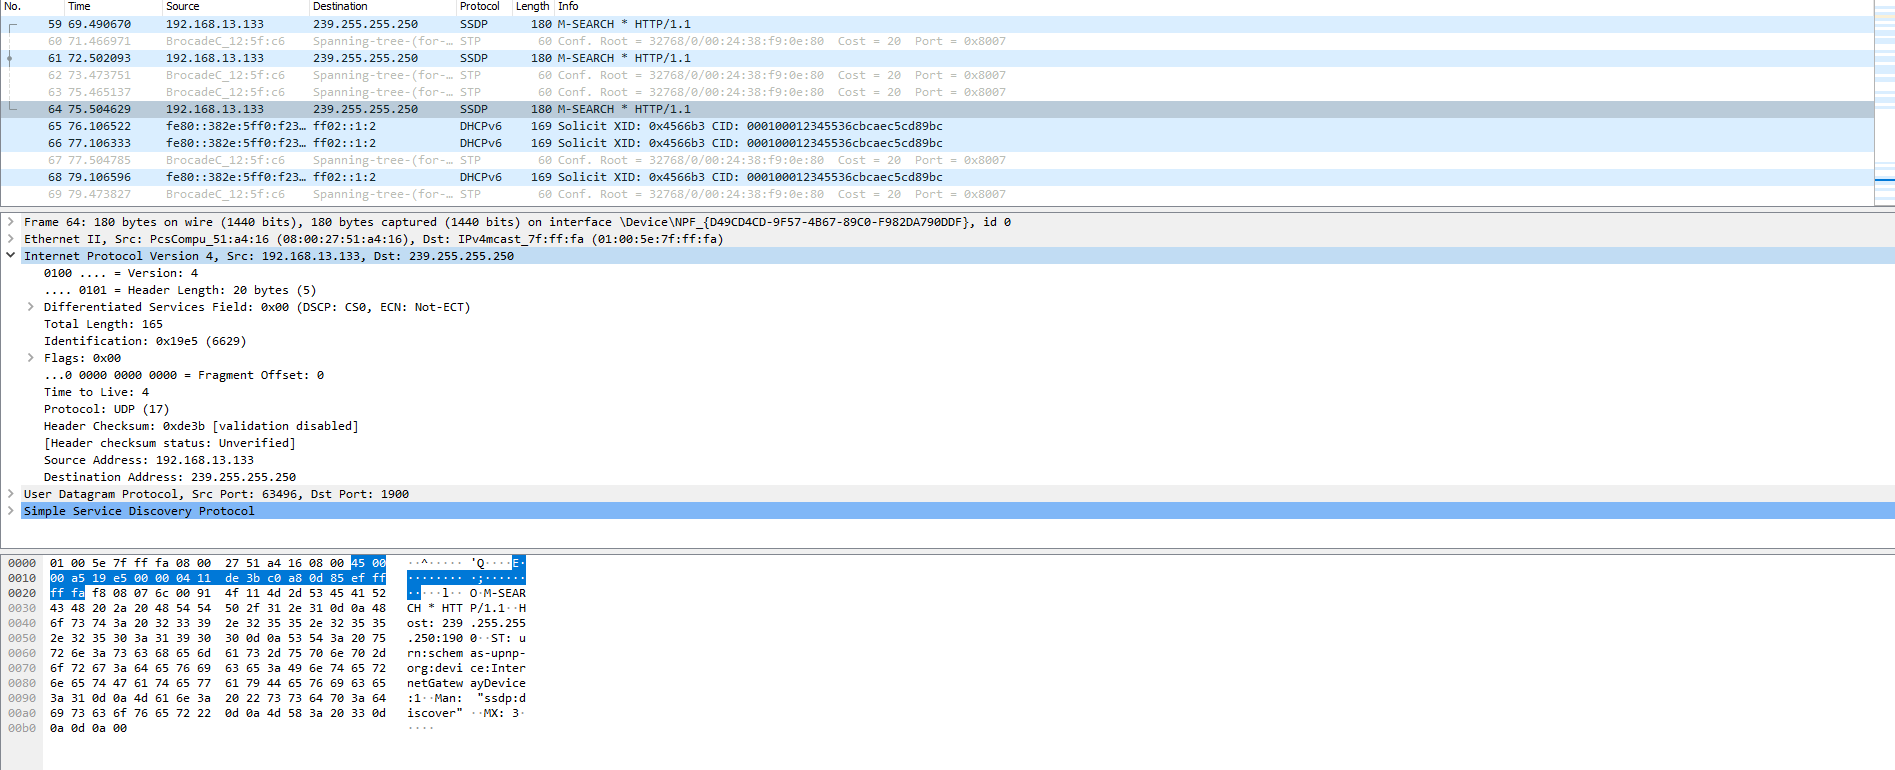 No. Time Source Destination Protocol Length Info
59 69.490670 192.168.13.133 239.255.255.250 SSDP 180 M-SEARCH * HTTP/1.1
60 71.466971 BrocadeC_12:5f:c6 Spanning-tree-(for-… STP 60 Conf. Root = 32768/0/00:24:38:f9:0e:80 Cost = 20 Port = 0x8007
61 72.502093 192.168.13.133 239.255.255.250 SSDP 180 M-SEARCH * HTTP/1.1
62 73.473751 BrocadeC_12:5f:c6 Spanning-tree-(for-… STP 60 Conf. Root = 32768/0/00:24:38:f9:0e:80 Cost = 20 Port = 0x8007
63 75.465137 BrocadeC_12:5f:c6 Spanning-tree-(for-… STP 60 Conf. Root = 32768/0/00:24:38:f9:0e:80 Cost = 20 Port = 0x8007
64 75.504629 192.168.13.133 239.255.255.250 SSDP 180 M-SEARCH * HTTP/1.1
65 76.106522 fe80::382e:5ff0:f23… ff02::1:2 DHCPv6 169 Solicit XID: 0x4566b3 CID: 000100012345536cbcaec5cd89bc
66 77.106333 fe80::382e:5ff0:f23… ff02::1:2 DHCPv6 169 Solicit XID: 0x4566b3 CID: 000100012345536cbcaec5cd89bc
67 77.504785 BrocadeC_12:5f:c6 Spanning-tree-(for-… STP 60 Conf. Root = 32768/0/00:24:38:f9:0e:80 Cost = 20 Port = 0x8007
68 79.106596 fe80::382e:5ff0:f23… ff02::1:2 DHCPv6 169 Solicit XID: 0x4566b3 CID: 000100012345536cbcaec5cd89bc
69 79.473827 BrocadeC_12:5f:c6 Spanning-tree-(for-… STP 60 Conf. Root = 32768/0/00:24:38:f9:0e:80 Cost = 20 Port = 0x8007
Frame 64: 180 bytes on wire (1440 bits), 180 bytes captured (1440 bits) on interface \Device\NPF_{D49CD4CD-9F57-4B67-89C0-F982DA790DDF}, id 0
Ethernet II, Src: PcsCompu_51:a4:16 (08:00:27:51:a4:16), Dst: IPv4mcast_7f:ff:fa (01:00:5e:7f:ff:fa)
Internet Protocol Version 4, Src: 192.168.13.133, Dst: 239.255.255.250
0100 .... = Version: 4
.... 0101 = Header Length: 20 bytes (5)
Differentiated Services Field: 0x00 (DSCP: CS0, ECN: Not-ECT)
Total Length: 165
Identification: 0x19e5 (6629)
Flags: 0x00
...0 0000 0000 0000 = Fragment Offset: 0
Time to Live: 4
Protocol: UDP (17)
Header Checksum: 0xde3b [validation disabled]
[Header checksum status: Unverified]
Source Address: 192.168.13.133
Destination Address: 239.255.255.250
User Datagram Protocol, Src Port: 63496, Dst Port: 1900
Simple Service Discovery Protocol
0000 01 00 5e 7f ff fa 08 00 27 51 a4 16 08 00 45 00 ··^····· 'Q····E·
0010 00 a5 19 e5 00 00 04 11 de 3b c0 a8 0d 85 ef ff ········ ·;······
0020 ff fa f8 08 07 6c 00 91 4f 11 4d 2d 53 45 41 52 ·····l·· O·M-SEAR
0030 43 48 20 2a 20 48 54 54 50 2f 31 2e 31 0d 0a 48 CH * HTT P/1.1··H
0040 6f 73 74 3a 20 32 33 39 2e 32 35 35 2e 32 35 35 ost: 239 .255.255
0050 2e 32 35 30 3a 31 39 30 30 0d 0a 53 54 3a 20 75 .250:190 0··ST: u
0060 72 6e 3a 73 63 68 65 6d 61 73 2d 75 70 6e 70 2d rn:schem as-upnp-
0070 6f 72 67 3a 64 65 76 69 63 65 3a 49 6e 74 65 72 org:devi ce:Inter
0080 6e 65 74 47 61 74 65 77 61 79 44 65 76 69 63 65 netGatew ayDevice
0090 3a 31 0d 0a 4d 61 6e 3a 20 22 73 73 64 70 3a 64 :1··Man: "ssdp:d
00a0 69 73 63 6f 76 65 72 22 0d 0a 4d 58 3a 20 33 0d iscover" ··MX: 3·
00b0 0a 0d 0a 00 ····